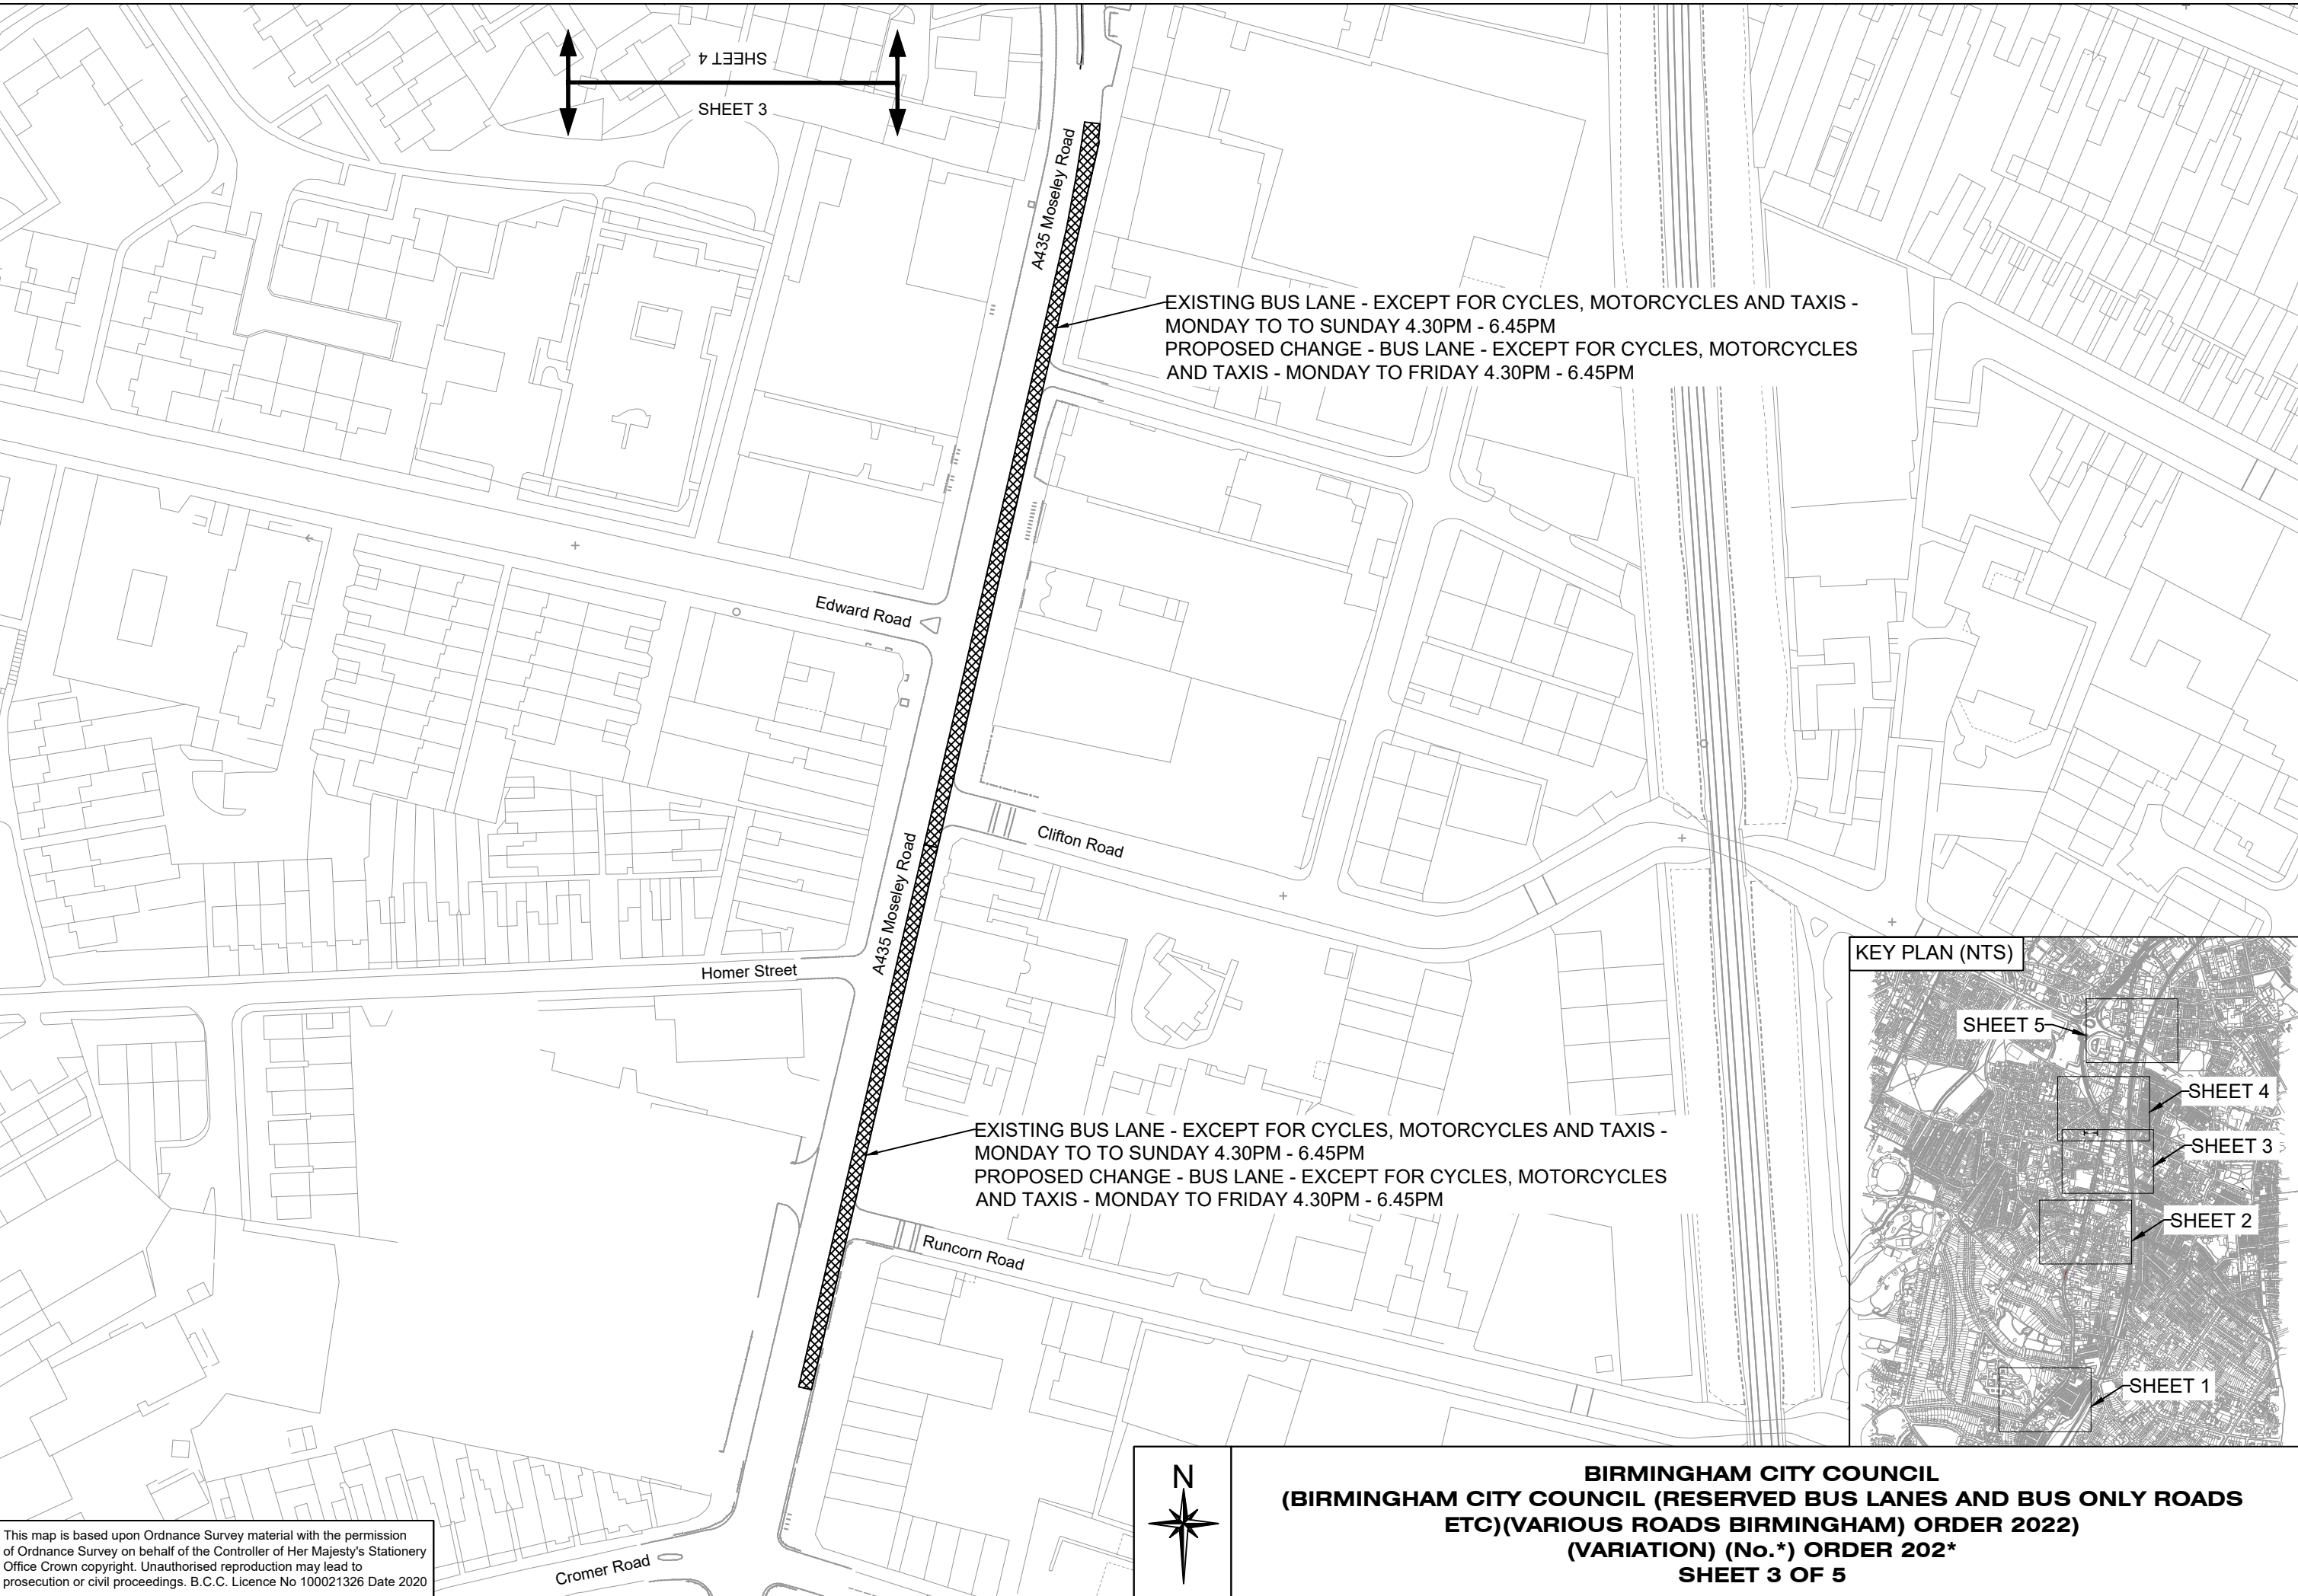 SHEET 4
SHEET 3
A435 Moseley Road
EXISTING BUS LANE - EXCEPT FOR CYCLES, MOTORCYCLES AND TAXIS -
MONDAY TO TO SUNDAY 4.30PM - 6.45PM
PROPOSED CHANGE - BUS LANE - EXCEPT FOR CYCLES, MOTORCYCLES
AND TAXIS - MONDAY TO FRIDAY 4.30PM - 6.45PM
Edward Road
Clifton Road
A435 Moseley Road
Homer Street
EXISTING BUS LANE - EXCEPT FOR CYCLES, MOTORCYCLES AND TAXIS -
MONDAY TO TO SUNDAY 4.30PM - 6.45PM
PROPOSED CHANGE - BUS LANE - EXCEPT FOR CYCLES, MOTORCYCLES
AND TAXIS - MONDAY TO FRIDAY 4.30PM - 6.45PM
Runcorn Road
Cromer Road
KEY PLAN (NTS)
SHEET 5
SHEET 4
SHEET 3
SHEET 2
SHEET 1
This map is based upon Ordnance Survey material with the permission
of Ordnance Survey on behalf of the Controller of Her Majesty's Stationery
Office Crown copyright. Unauthorised reproduction may lead to
prosecution or civil proceedings. B.C.C. Licence No 100021326 Date 2020
N
BIRMINGHAM CITY COUNCIL
(BIRMINGHAM CITY COUNCIL (RESERVED BUS LANES AND BUS ONLY ROADS
ETC)(VARIOUS ROADS BIRMINGHAM) ORDER 2022)
(VARIATION) (No.*) ORDER 202*
SHEET 3 OF 5